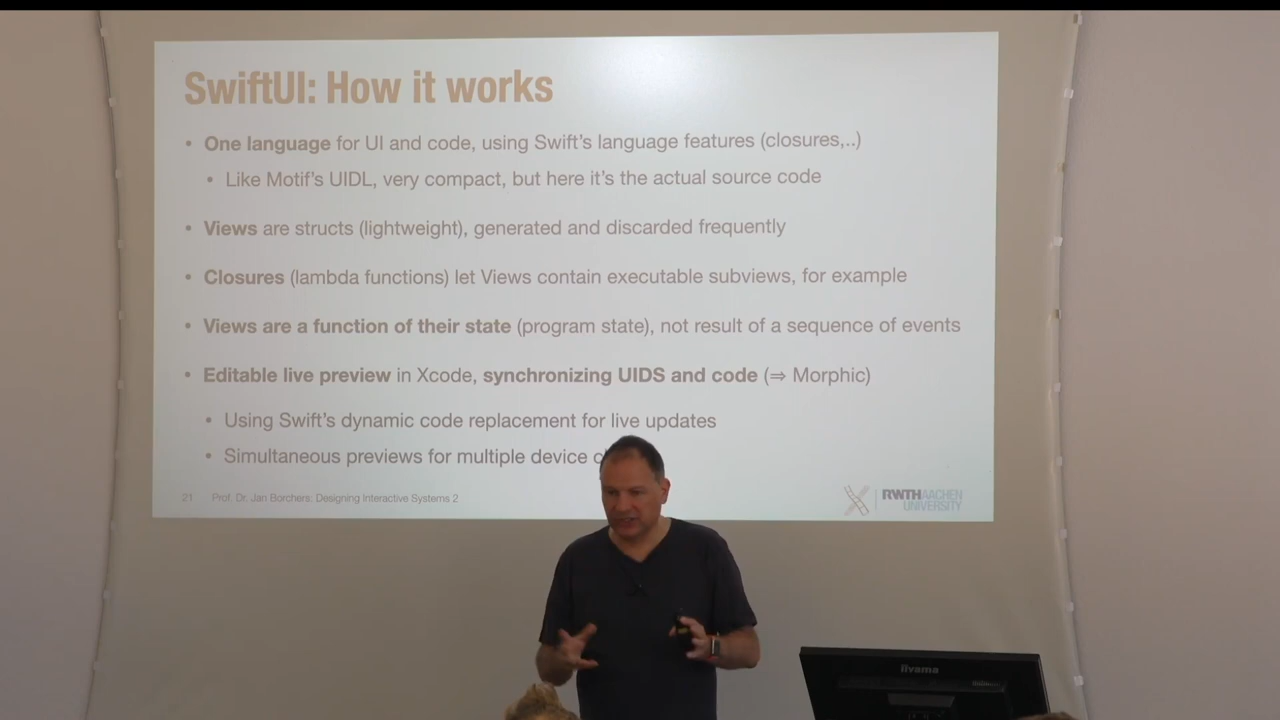 SwiftUI: How it works
• One language for UI and code, using Swift's language features (closures,..)
• Like Motif's UIDL, very compact, but here it's the actual source code
• Views are structs (lightweight), generated and discarded frequently
• Closures (lambda functions) let Views contain executable subviews, for example
• Views are a function of their state (program state), not result of a sequence of events
• Editable live preview in Xcode, synchronizing UIDS and code (⇒ Morphic)
• Using Swift's dynamic code replacement for live updates
• Simultaneous previews for multiple device
21 Prof. Dr. Jan Borchers: Designing Interactive Systems 2
RWTH AACHEN
UNIVERSITY
iiyama